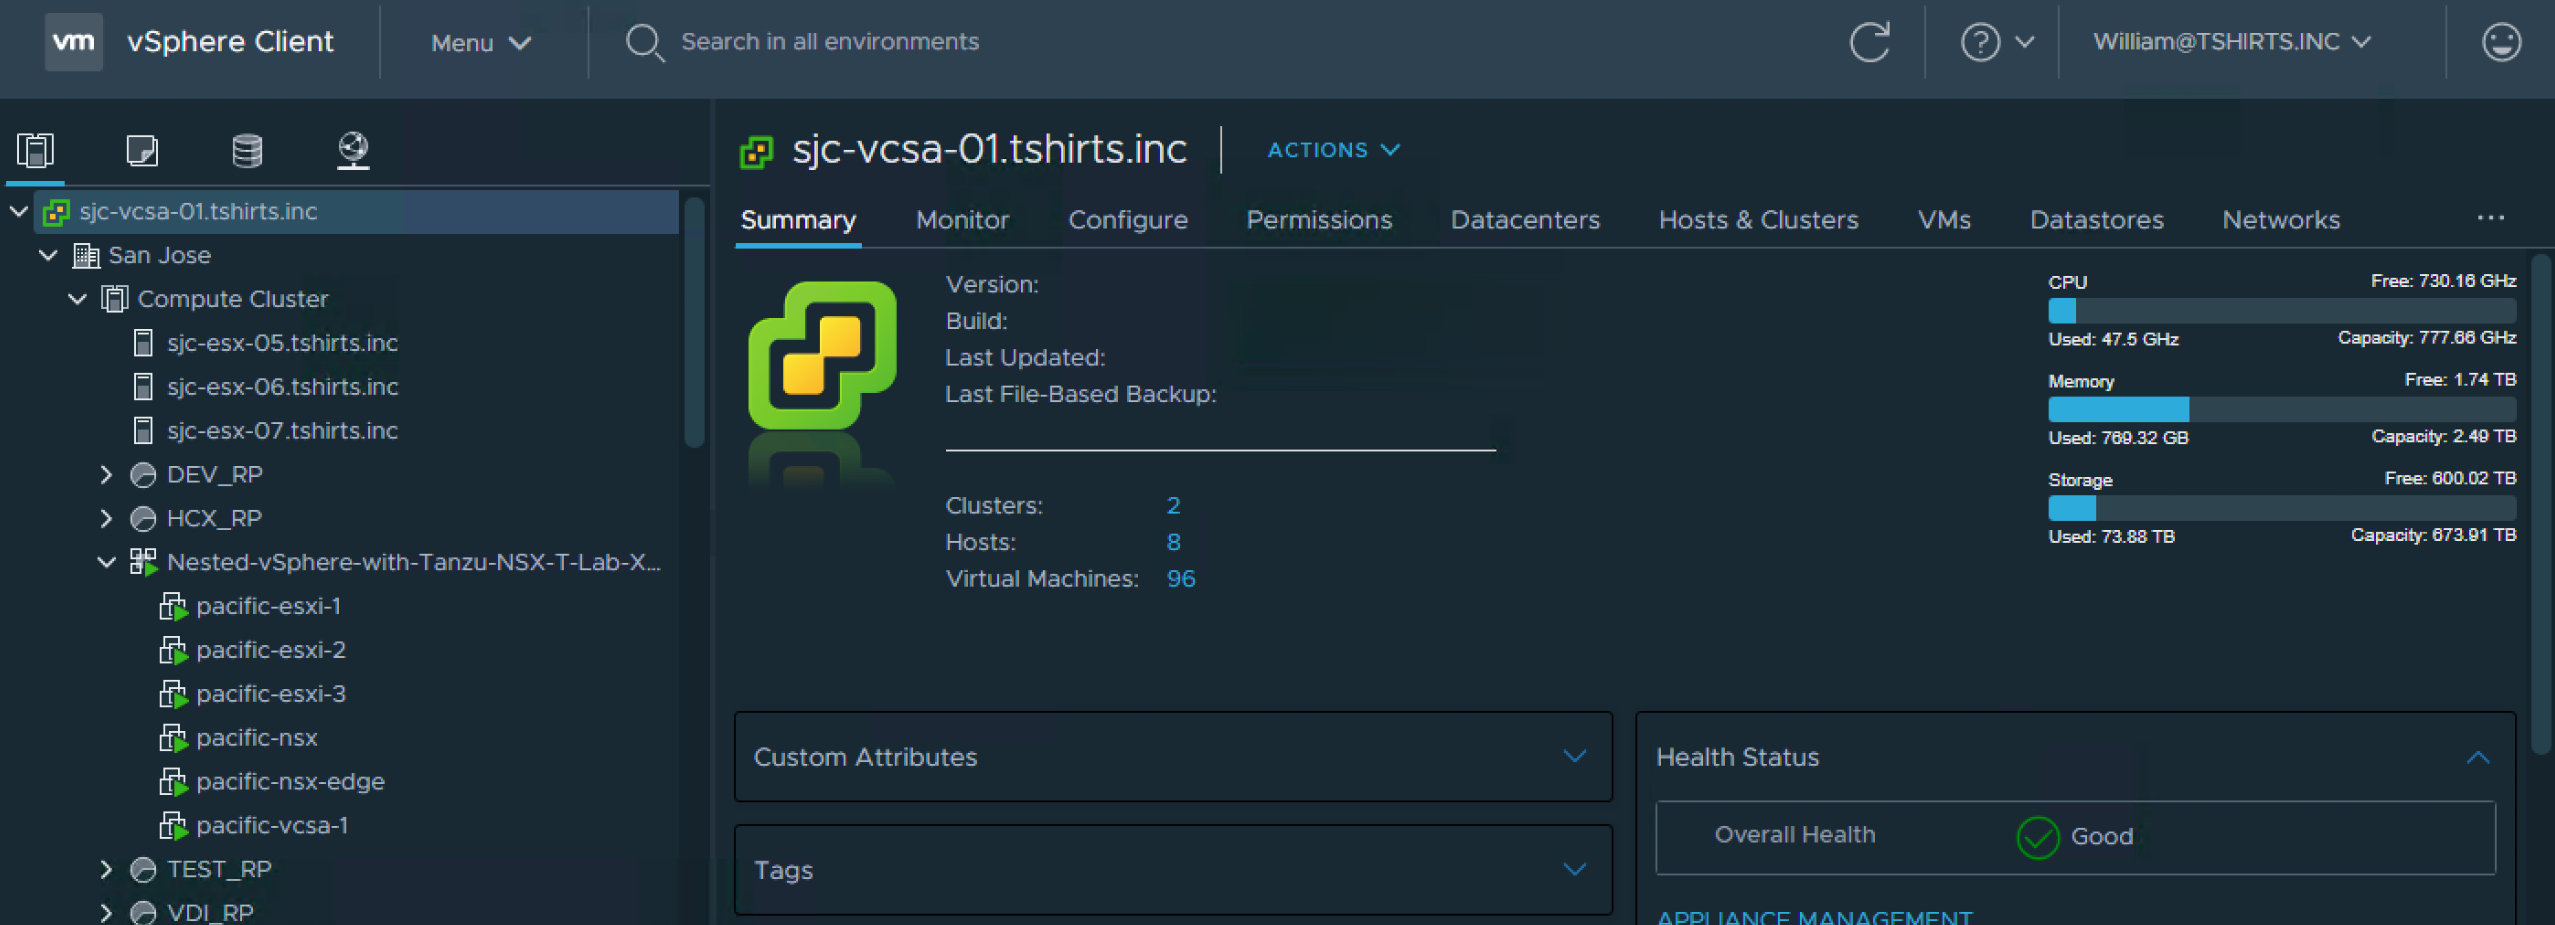 vm vSphere Client Menu Search in all environments ? William@TSHIRTS.INC
sjc-vcsa-01.tshirts.inc
San Jose
Compute Cluster
sjc-esx-05.tshirts.inc
sjc-esx-06.tshirts.inc
sjc-esx-07.tshirts.inc
DEV_RP
HCX_RP
Nested-vSphere-with-Tanzu-NSX-T-Lab-X...
pacific-esxi-1
pacific-esxi-2
pacific-esxi-3
pacific-nsx
pacific-nsx-edge
pacific-vcsa-1
TEST_RP
VDI_RP
sjc-vcsa-01.tshirts.inc ACTIONS
Summary Monitor Configure Permissions Datacenters Hosts & Clusters VMs Datastores Networks ...
Version:
Build:
Last Updated:
Last File-Based Backup:
Clusters: 2
Hosts: 8
Virtual Machines: 96
CPU Free: 730.16 GHz
Used: 47.5 GHz Capacity: 777.66 GHz
Memory Free: 1.74 TB
Used: 769.32 GB Capacity: 2.49 TB
Storage Free: 600.02 TB
Used: 73.88 TB Capacity: 673.91 TB
Custom Attributes
Tags
Health Status
Overall Health Good
APPLIANCE MANAGEMENT